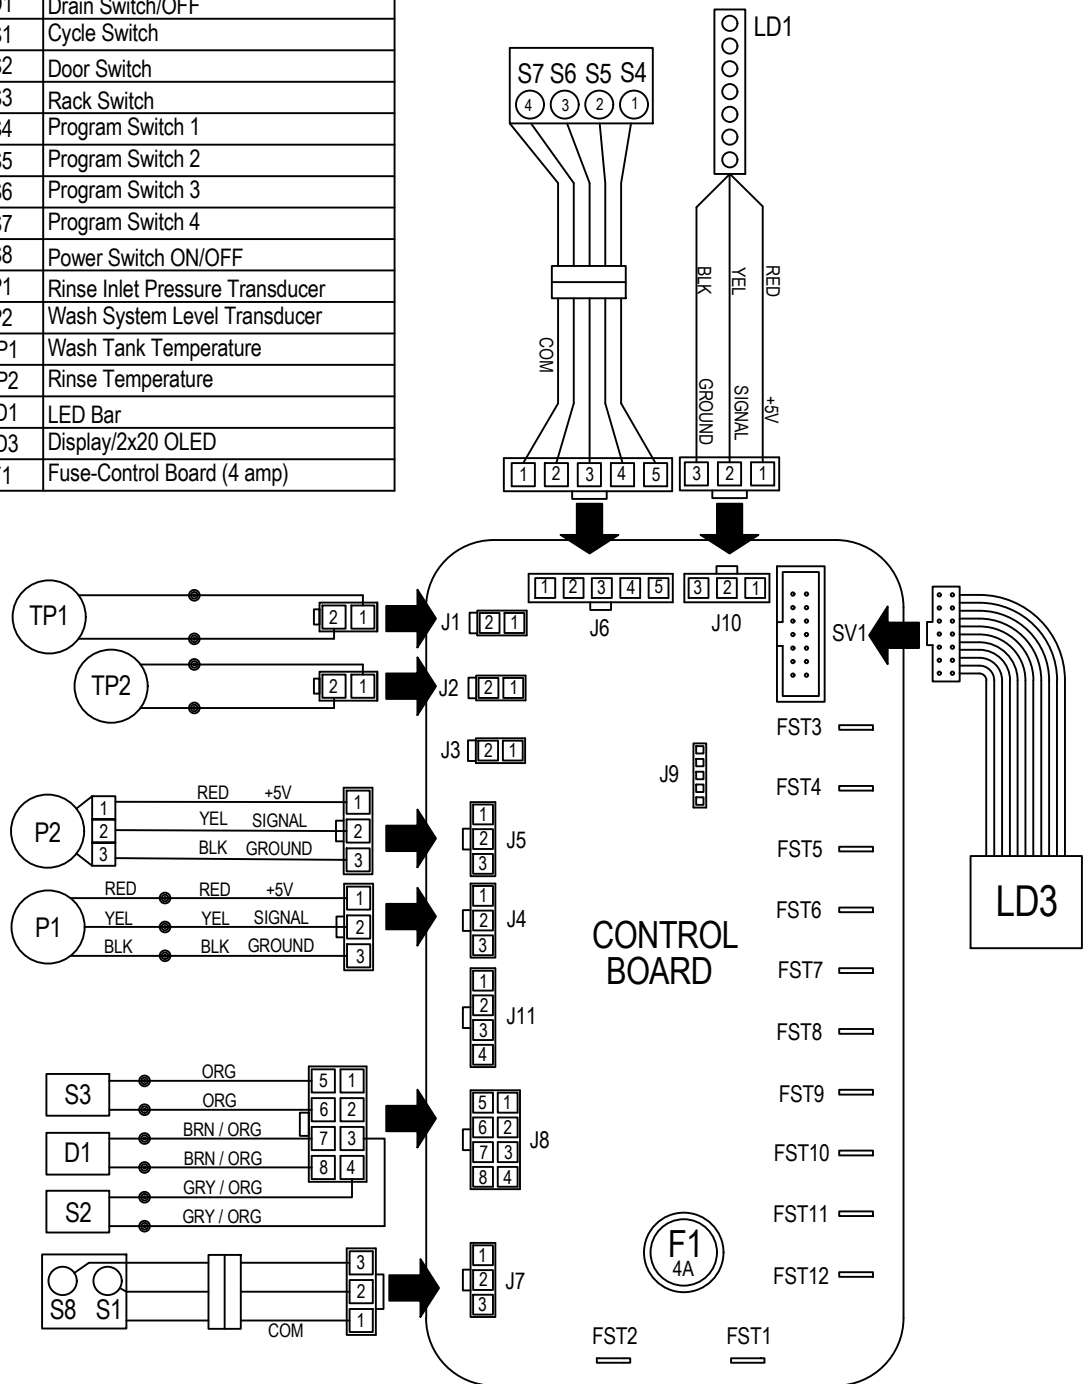 Drain Switch/OFF
Cycle Switch
Door Switch
Rack Switch
Program Switch 1
Program Switch 2
Program Switch 3
Program Switch 4
Power Switch ON/OFF
Rinse Inlet Pressure Transducer
Wash System Level Transducer
Wash Tank Temperature
Rinse Temperature
LED Bar
Display/2x20 OLED
Fuse-Control Board (4 amp)
S7 S6 S5 S4
4 3 2 1
LD1
BLK YEL RED
COM
GROUND SIGNAL +5V
1 2 3 4 5
3 2 1
1 2 3 4 5
3 2 1
J6
J10
SV1
TP1
2 1
J1 2 1
TP2
2 1
J2 2 1
J3 2 1
J9
P2
1 RED +5V 1
2 YEL SIGNAL 2
3 BLK GROUND 3
1
2 J5
3
P1
RED RED +5V 1
YEL YEL SIGNAL 2
BLK BLK GROUND 3
1
2 J4
3
1
2
3
4
J11
S3
ORG 5 1
ORG 6 2
D1
BRN / ORG 7 3
BRN / ORG 8 4
S2
GRY / ORG
GRY / ORG
5 1
6 2
7 3
8 4
J8
S8 S1
3
2
COM 1
1
2 J7
3
CONTROL
BOARD
F1
4A
FST3
FST4
FST5
FST6
FST7
FST8
FST9
FST10
FST11
FST12
FST2 FST1
LD3